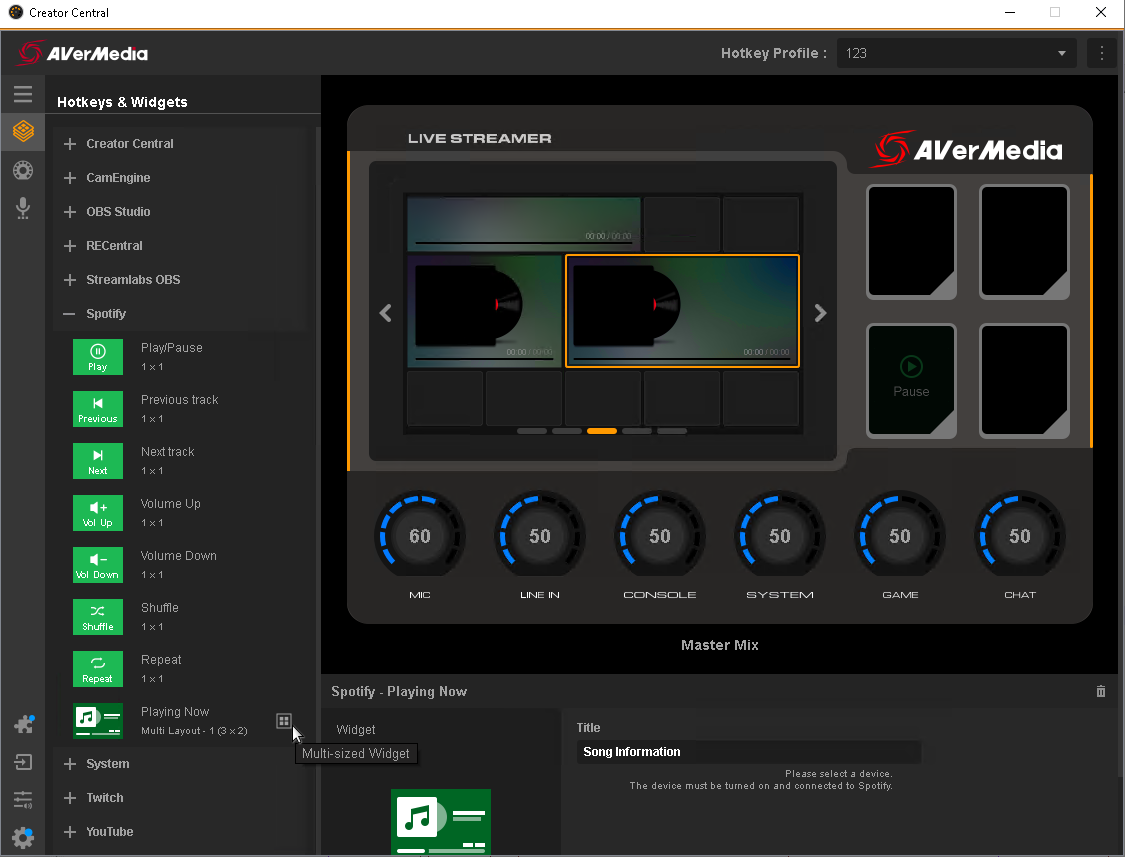 Creator Central
AVerMedia
Hotkey Profile :
123
Hotkeys & Widgets
Creator Central
CamEngine
OBS Studio
RECentral
Streamlabs OBS
Spotify
Play
Play/Pause
1 x 1
Previous
Previous track
1 x 1
Next
Next track
1 x 1
Vol Up
Volume Up
1 x 1
Vol Down
Volume Down
1 x 1
Shuffle
Shuffle
1 x 1
Repeat
Repeat
1 x 1
Playing Now
Multi Layout - 1 (3 x 2)
Multi-sized Widget
System
Twitch
YouTube
LIVE STREAMER
AVerMedia
00:00 / 00:00
00:00 / 00:00
00:00 / 00:00
Pause
60
50
50
50
50
50
MIC
LINE IN
CONSOLE
SYSTEM
GAME
CHAT
Master Mix
Spotify - Playing Now
Widget
Title
Song Information
Please select a device.
The device must be turned on and connected to Spotify.